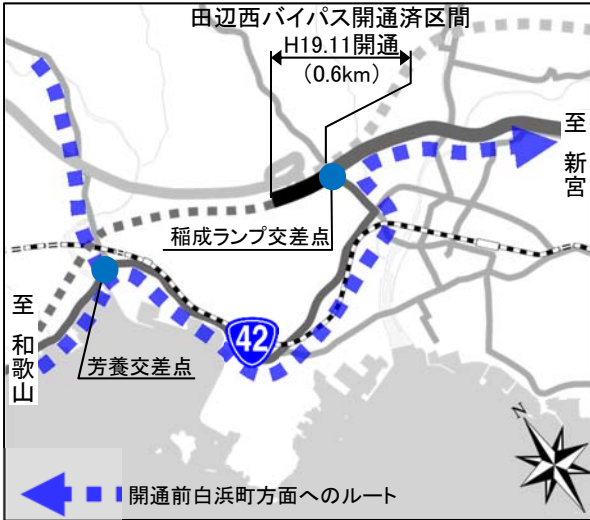 田辺西バイパス開通済区間
H19.11開通
（0.6km）
至 新宮
稲成ランプ交差点
至 和歌山
42
芳養交差点
N
開通前白浜町方面へのルート